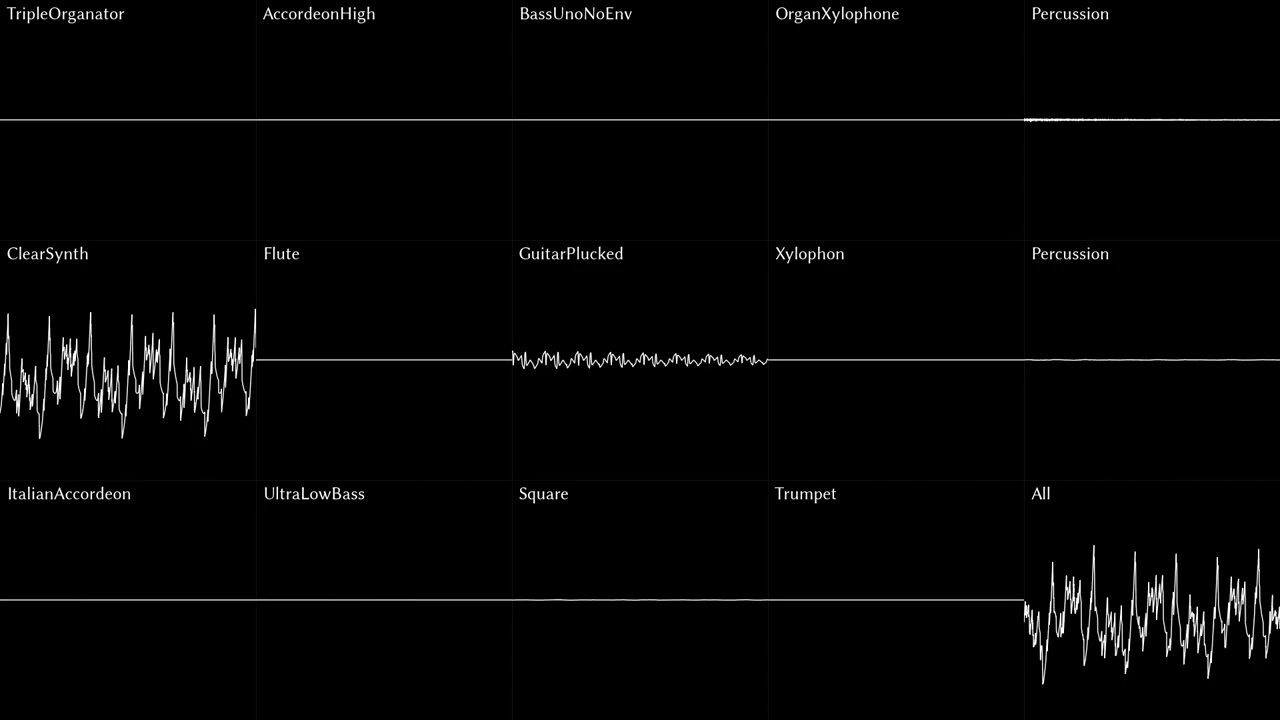 TripleOrganator
AccordeonHigh
BassUnoNoEnv
OrganXylophone
Percussion
ClearSynth
Flute
GuitarPlucked
Xylophon
Percussion
ItalianAccordeon
UltraLowBass
Square
Trumpet
All